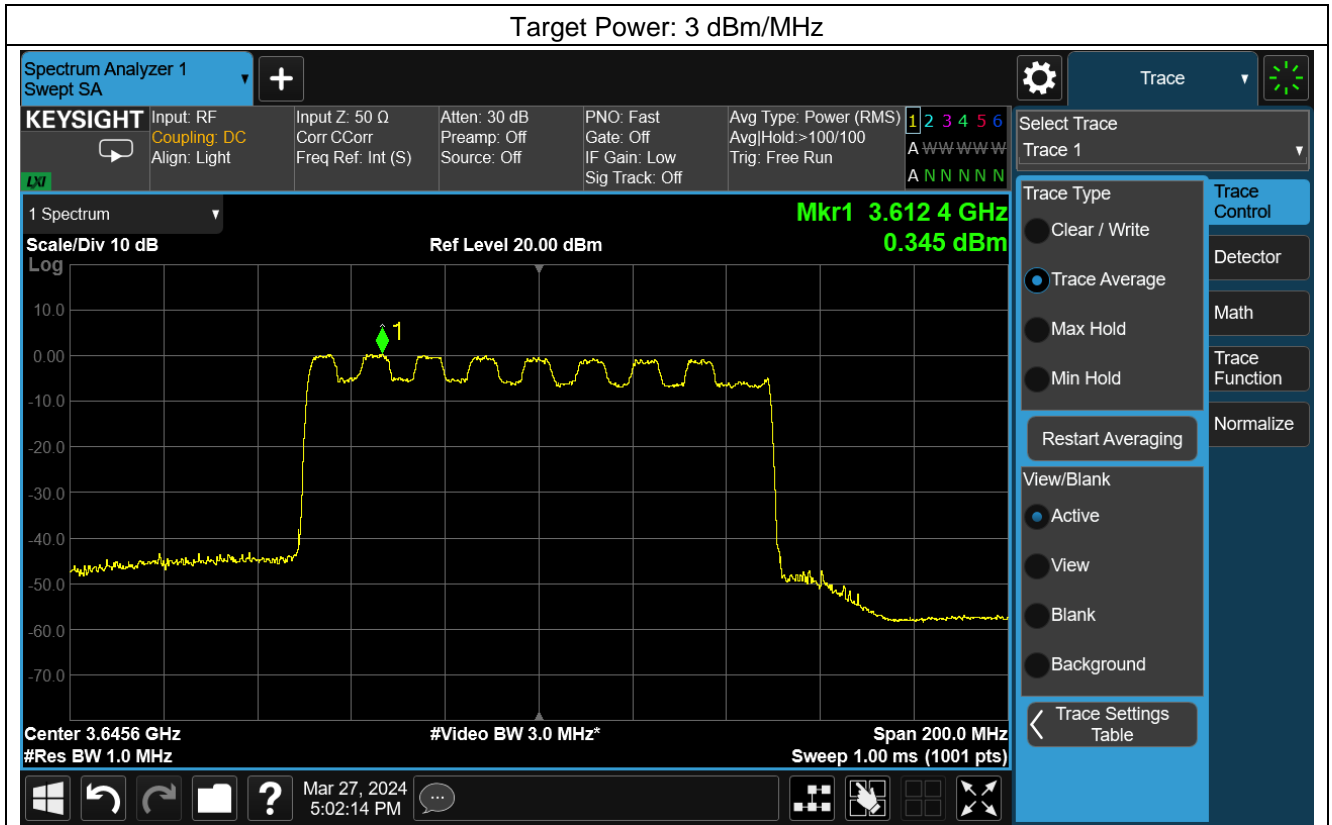 Target Power: 3 dBm/MHz
Spectrum Analyzer 1
Swept SA
+
Trace
KEYSIGHT
LXI
Input: RF
Coupling: DC
Align: Light
Input Z: 50 Ω
Corr CCorr
Freq Ref: Int (S)
Atten: 30 dB
Preamp: Off
Source: Off
PNO: Fast
Gate: Off
IF Gain: Low
Sig Track: Off
Avg Type: Power (RMS)
Avg|Hold:>100/100
Trig: Free Run
1 2 3 4 5 6
A W W W W W
A N N N N N
Select Trace
Trace 1
1 Spectrum
Scale/Div 10 dB
Ref Level 20.00 dBm
Mkr1 3.612 4 GHz
0.345 dBm
Log
10.0
0.00
-10.0
-20.0
-30.0
-40.0
-50.0
-60.0
-70.0
1
Center 3.6456 GHz
#Video BW 3.0 MHz*
Span 200.0 MHz
#Res BW 1.0 MHz
Sweep 1.00 ms (1001 pts)
Trace Type
Clear / Write
Trace Average
Max Hold
Min Hold
Restart Averaging
View/Blank
Active
View
Blank
Background
Trace Settings
Table
Trace
Control
Detector
Math
Trace
Function
Normalize
?
Mar 27, 2024
5:02:14 PM